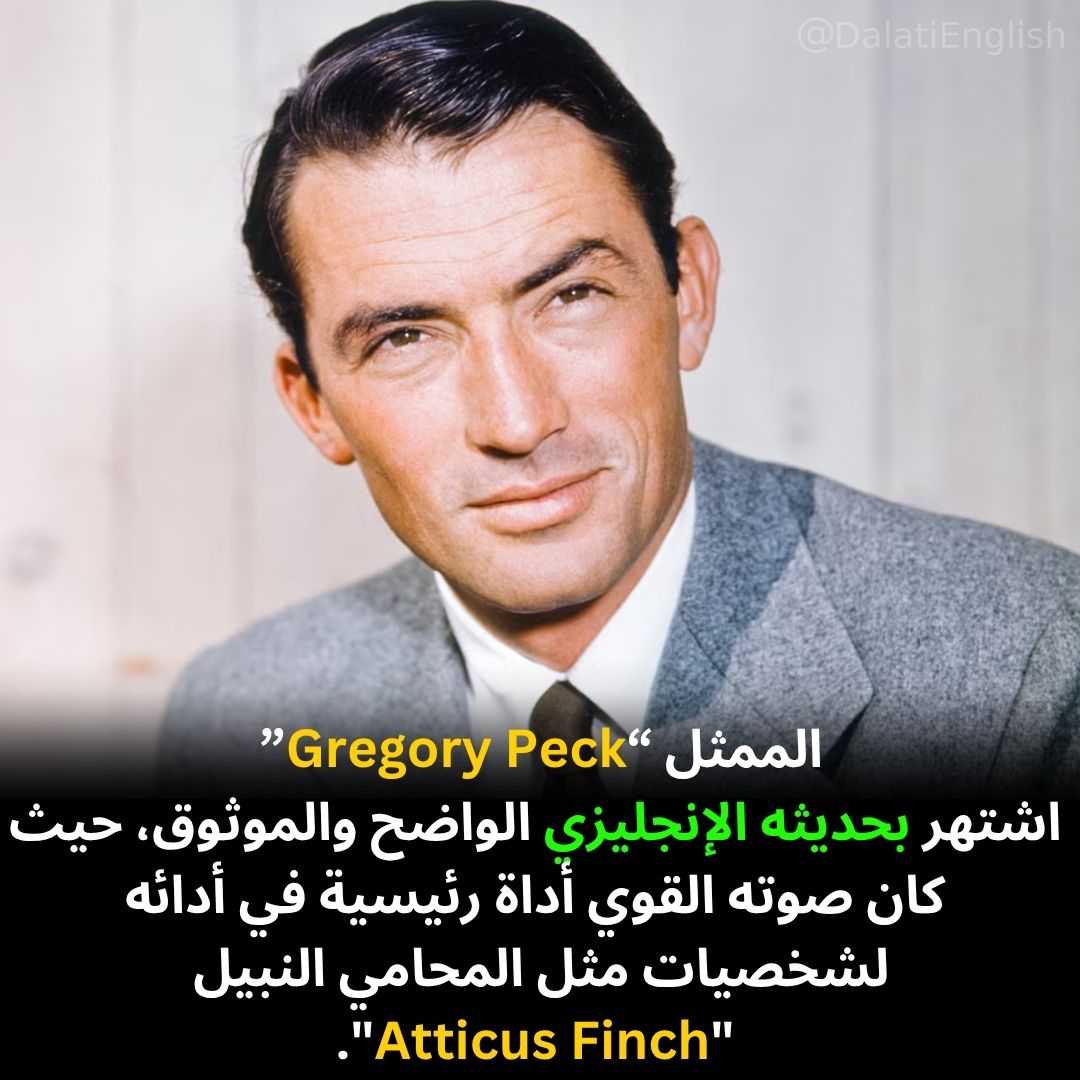 @DalatiEnglish
الممثل “Gregory Peck”
اشتهر بحديثه الإنجليزي الواضح والموثوق، حيث
كان صوته القوي أداة رئيسية في أدائه
لشخصيات مثل المحامي النبيل
"Atticus Finch".